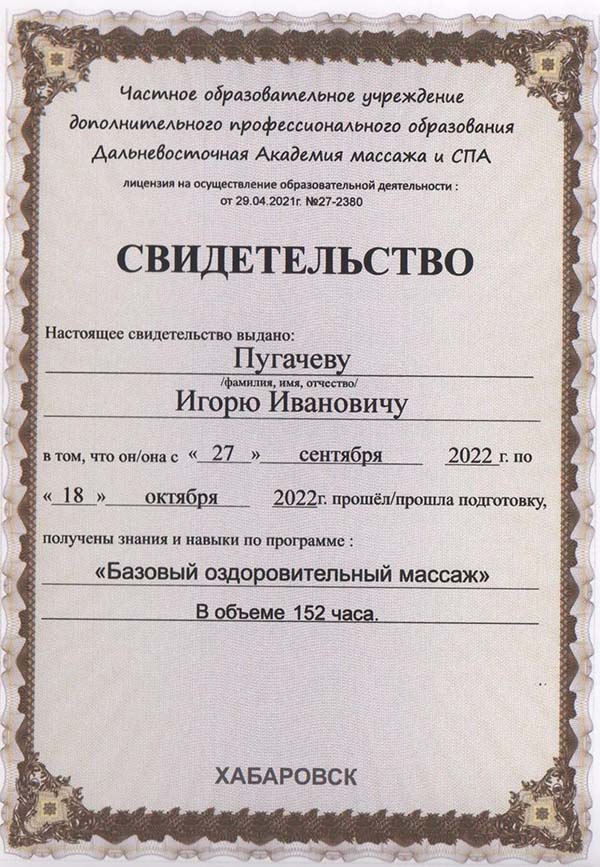 Частное образовательное учреждение
дополнительного профессионального образования
Дальневосточная Академия массажа и СПА
лицензия на осуществление образовательной деятельности :
от 29.04.2021г. №27-2380
СВИДЕТЕЛЬСТВО
Настоящее свидетельство выдано:
Пугачеву
/фамилия, имя, отчество/
Игорю Ивановичу
в том, что он/она с «27» сентября 2022 г. по
«18» октября 2022г. прошёл/прошла подготовку,
получены знания и навыки по программе :
«Базовый оздоровительный массаж»
В объеме 152 часа.
ХАБАРОВСК